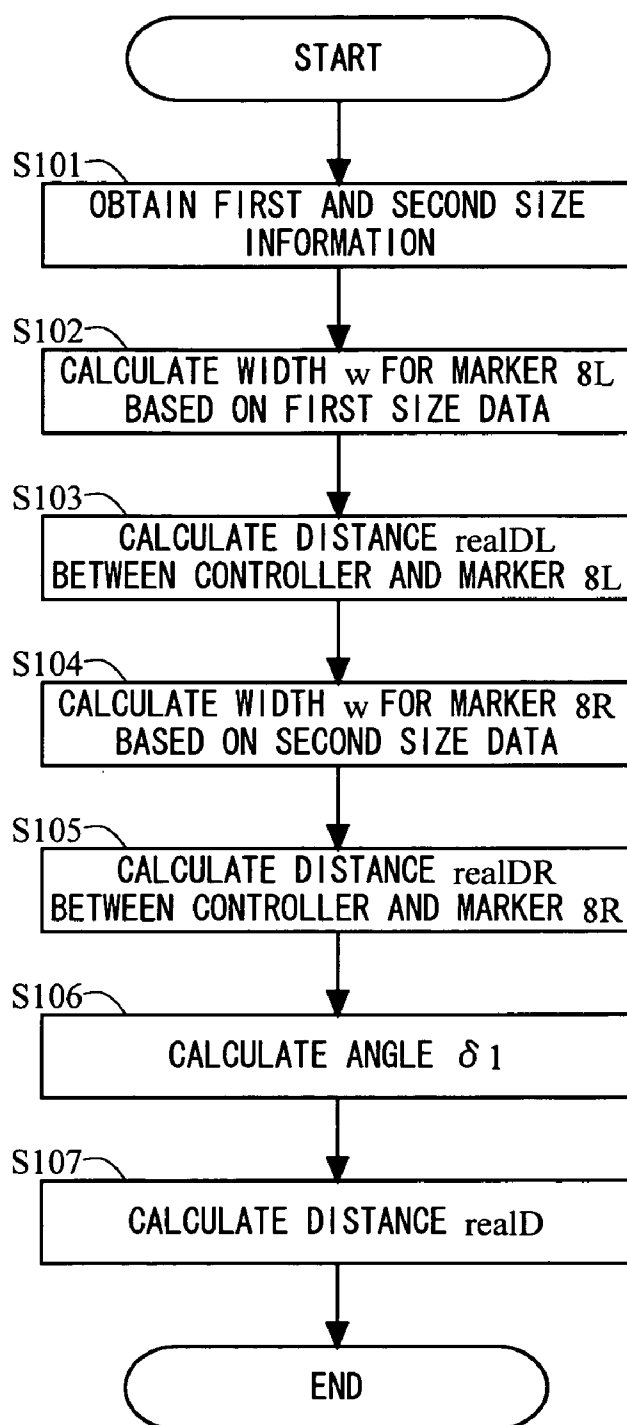 START
S101
OBTAIN FIRST AND SECOND SIZE
INFORMATION
S102
CALCULATE WIDTH w FOR MARKER 8L
BASED ON FIRST SIZE DATA
S103
CALCULATE DISTANCE realDL
BETWEEN CONTROLLER AND MARKER 8L
S104
CALCULATE WIDTH w FOR MARKER 8R
BASED ON SECOND SIZE DATA
S105
CALCULATE DISTANCE realDR
BETWEEN CONTROLLER AND MARKER 8R
S106
CALCULATE ANGLE δ1
S107
CALCULATE DISTANCE realD
END